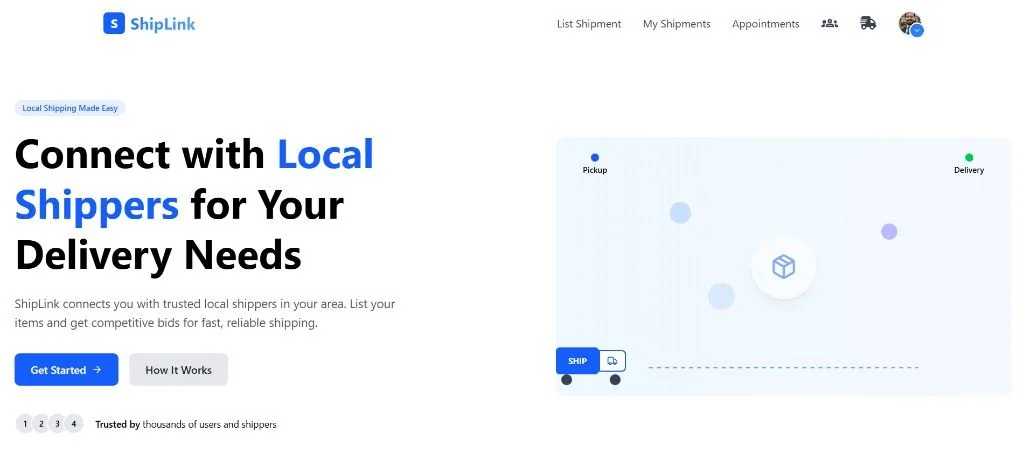 S ShipLink
List Shipment
My Shipments
Appointments
Local Shipping Made Easy
Connect with Local
Shippers for Your
Delivery Needs
ShipLink connects you with trusted local shippers in your area. List your
items and get competitive bids for fast, reliable shipping.
Get Started →
How It Works
1 2 3 4
Trusted by thousands of users and shippers
Pickup
Delivery
SHIP